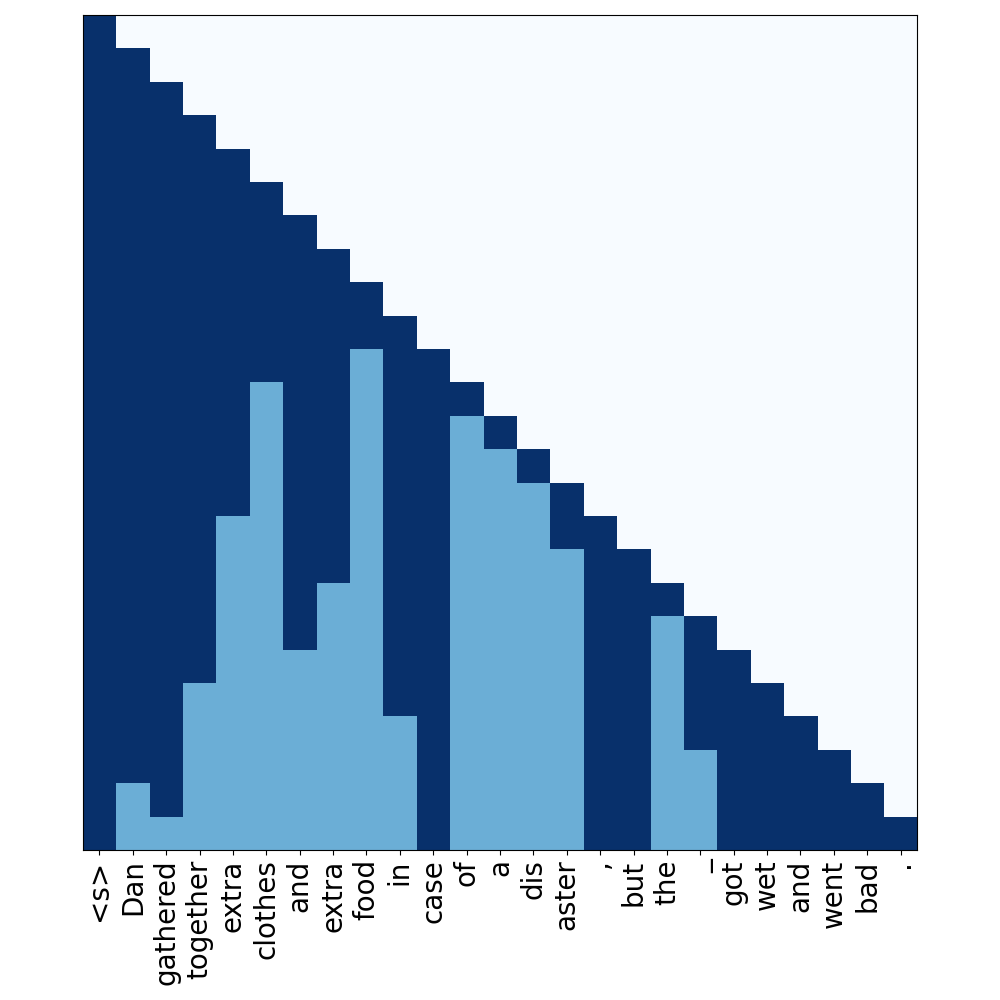 <s> Dan gathered together extra clothes and extra food in case of a dis aster , but the _ got wet and went bad .